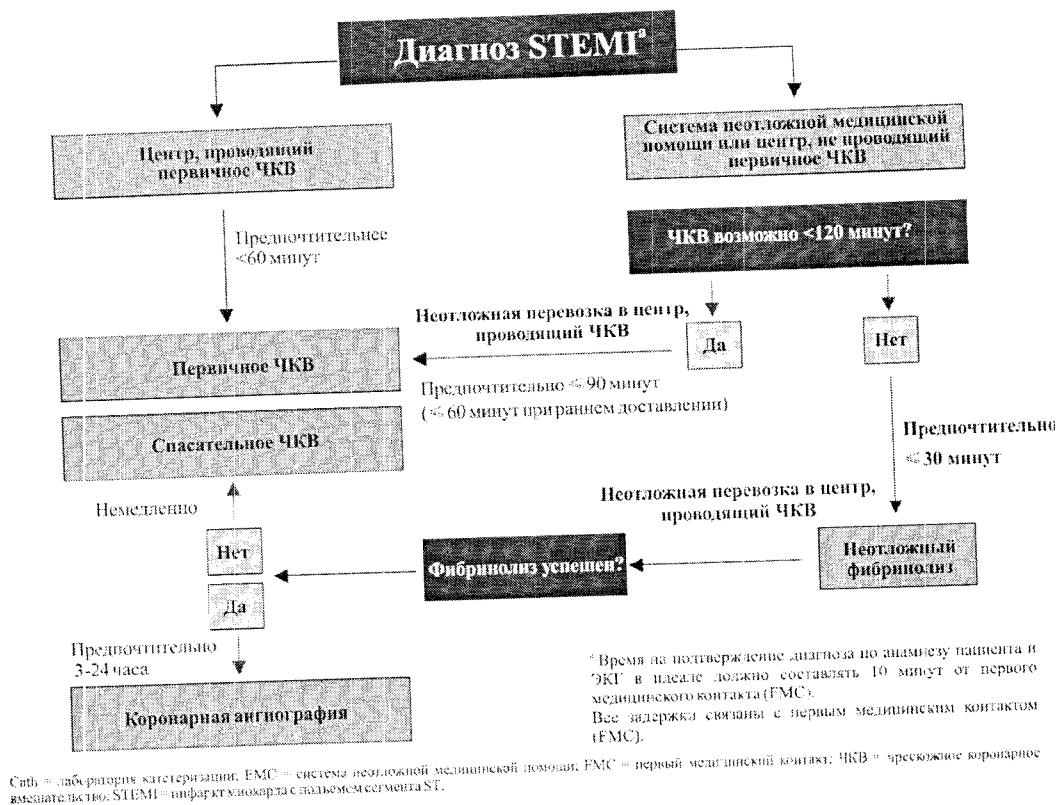 Диагноз STEMIª
Центр, проводящий
первичное ЧКВ
Система неотложной медицинской
помощи или центр, не проводящий
первичное ЧКВ
Предпочтительнее
<60 минут
ЧКВ возможно <120 минут?
Да
Нет
Неотложная перевозка в центр,
проводящий ЧКВ
Первичное ЧКВ
Предпочтительно ≤ 90 минут
(≤ 60 минут при раннем доставлении)
Спасательное ЧКВ
Предпочтительно
≤ 30 минут
Немедленно
Неотложная перевозка в центр,
проводящий ЧКВ
Нет
Фибринолиз успешен?
Неотложный
фибринолиз
Да
Предпочтительно
3-24 часа
Коронарная ангиография
ª Время на подтверждение диагноза по анамнезу пациента и
ЭКГ в идеале должно составлять 10 минут от первого
медицинского контакта (FMC).
Все задержки связаны с первым медицинским контактом
(FMC).
Cath = лаборатория катетеризации; EMC = система неотложной медицинской помощи; FMC = первый медицинский контакт; ЧКВ = чрескожное коронарное
вмешательство; STEMI = инфаркт миокарда с подъемом сегмента ST.